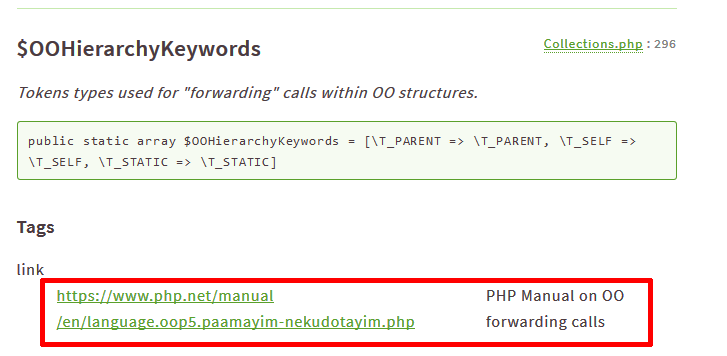 $OOHierarchyKeywords
Collections.php : 296
Tokens types used for "forwarding" calls within OO structures.
public static array $OOHierarchyKeywords = [\T_PARENT => \T_PARENT, \T_SELF =>
\T_SELF, \T_STATIC => \T_STATIC]
Tags
link
https://www.php.net/manual PHP Manual on OO
/en/language.oop5.paamayim-nekudotayim.php forwarding calls